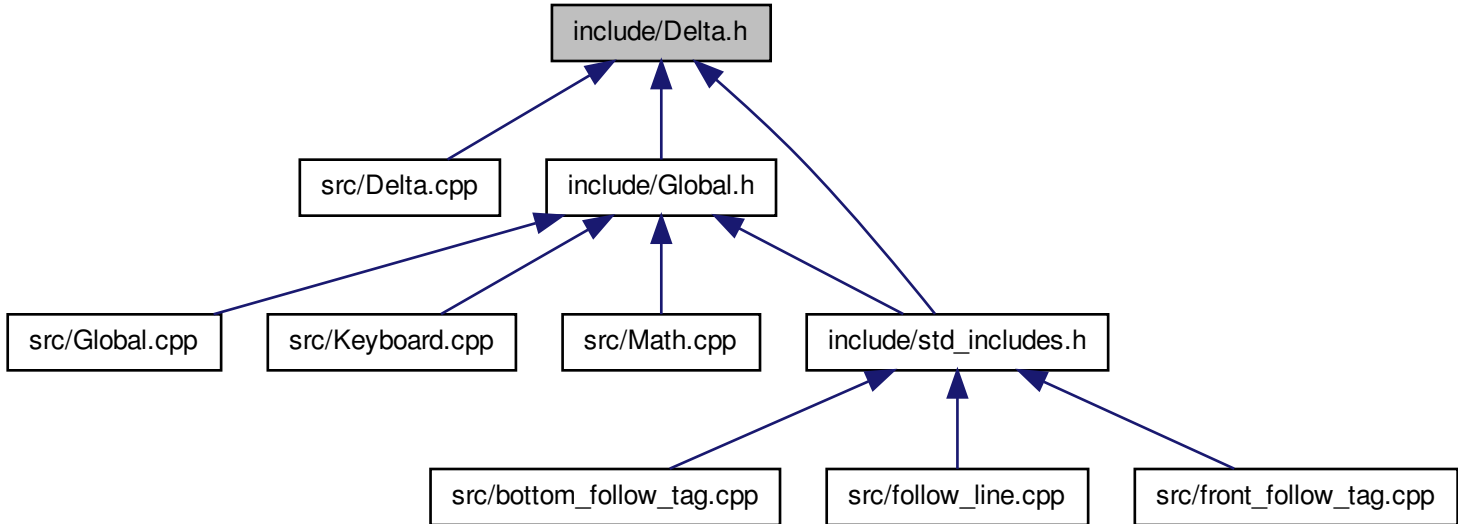 include/Delta.h
src/Delta.cpp
include/Global.h
src/Global.cpp
src/Keyboard.cpp
src/Math.cpp
include/std_includes.h
src/bottom_follow_tag.cpp
src/follow_line.cpp
src/front_follow_tag.cpp